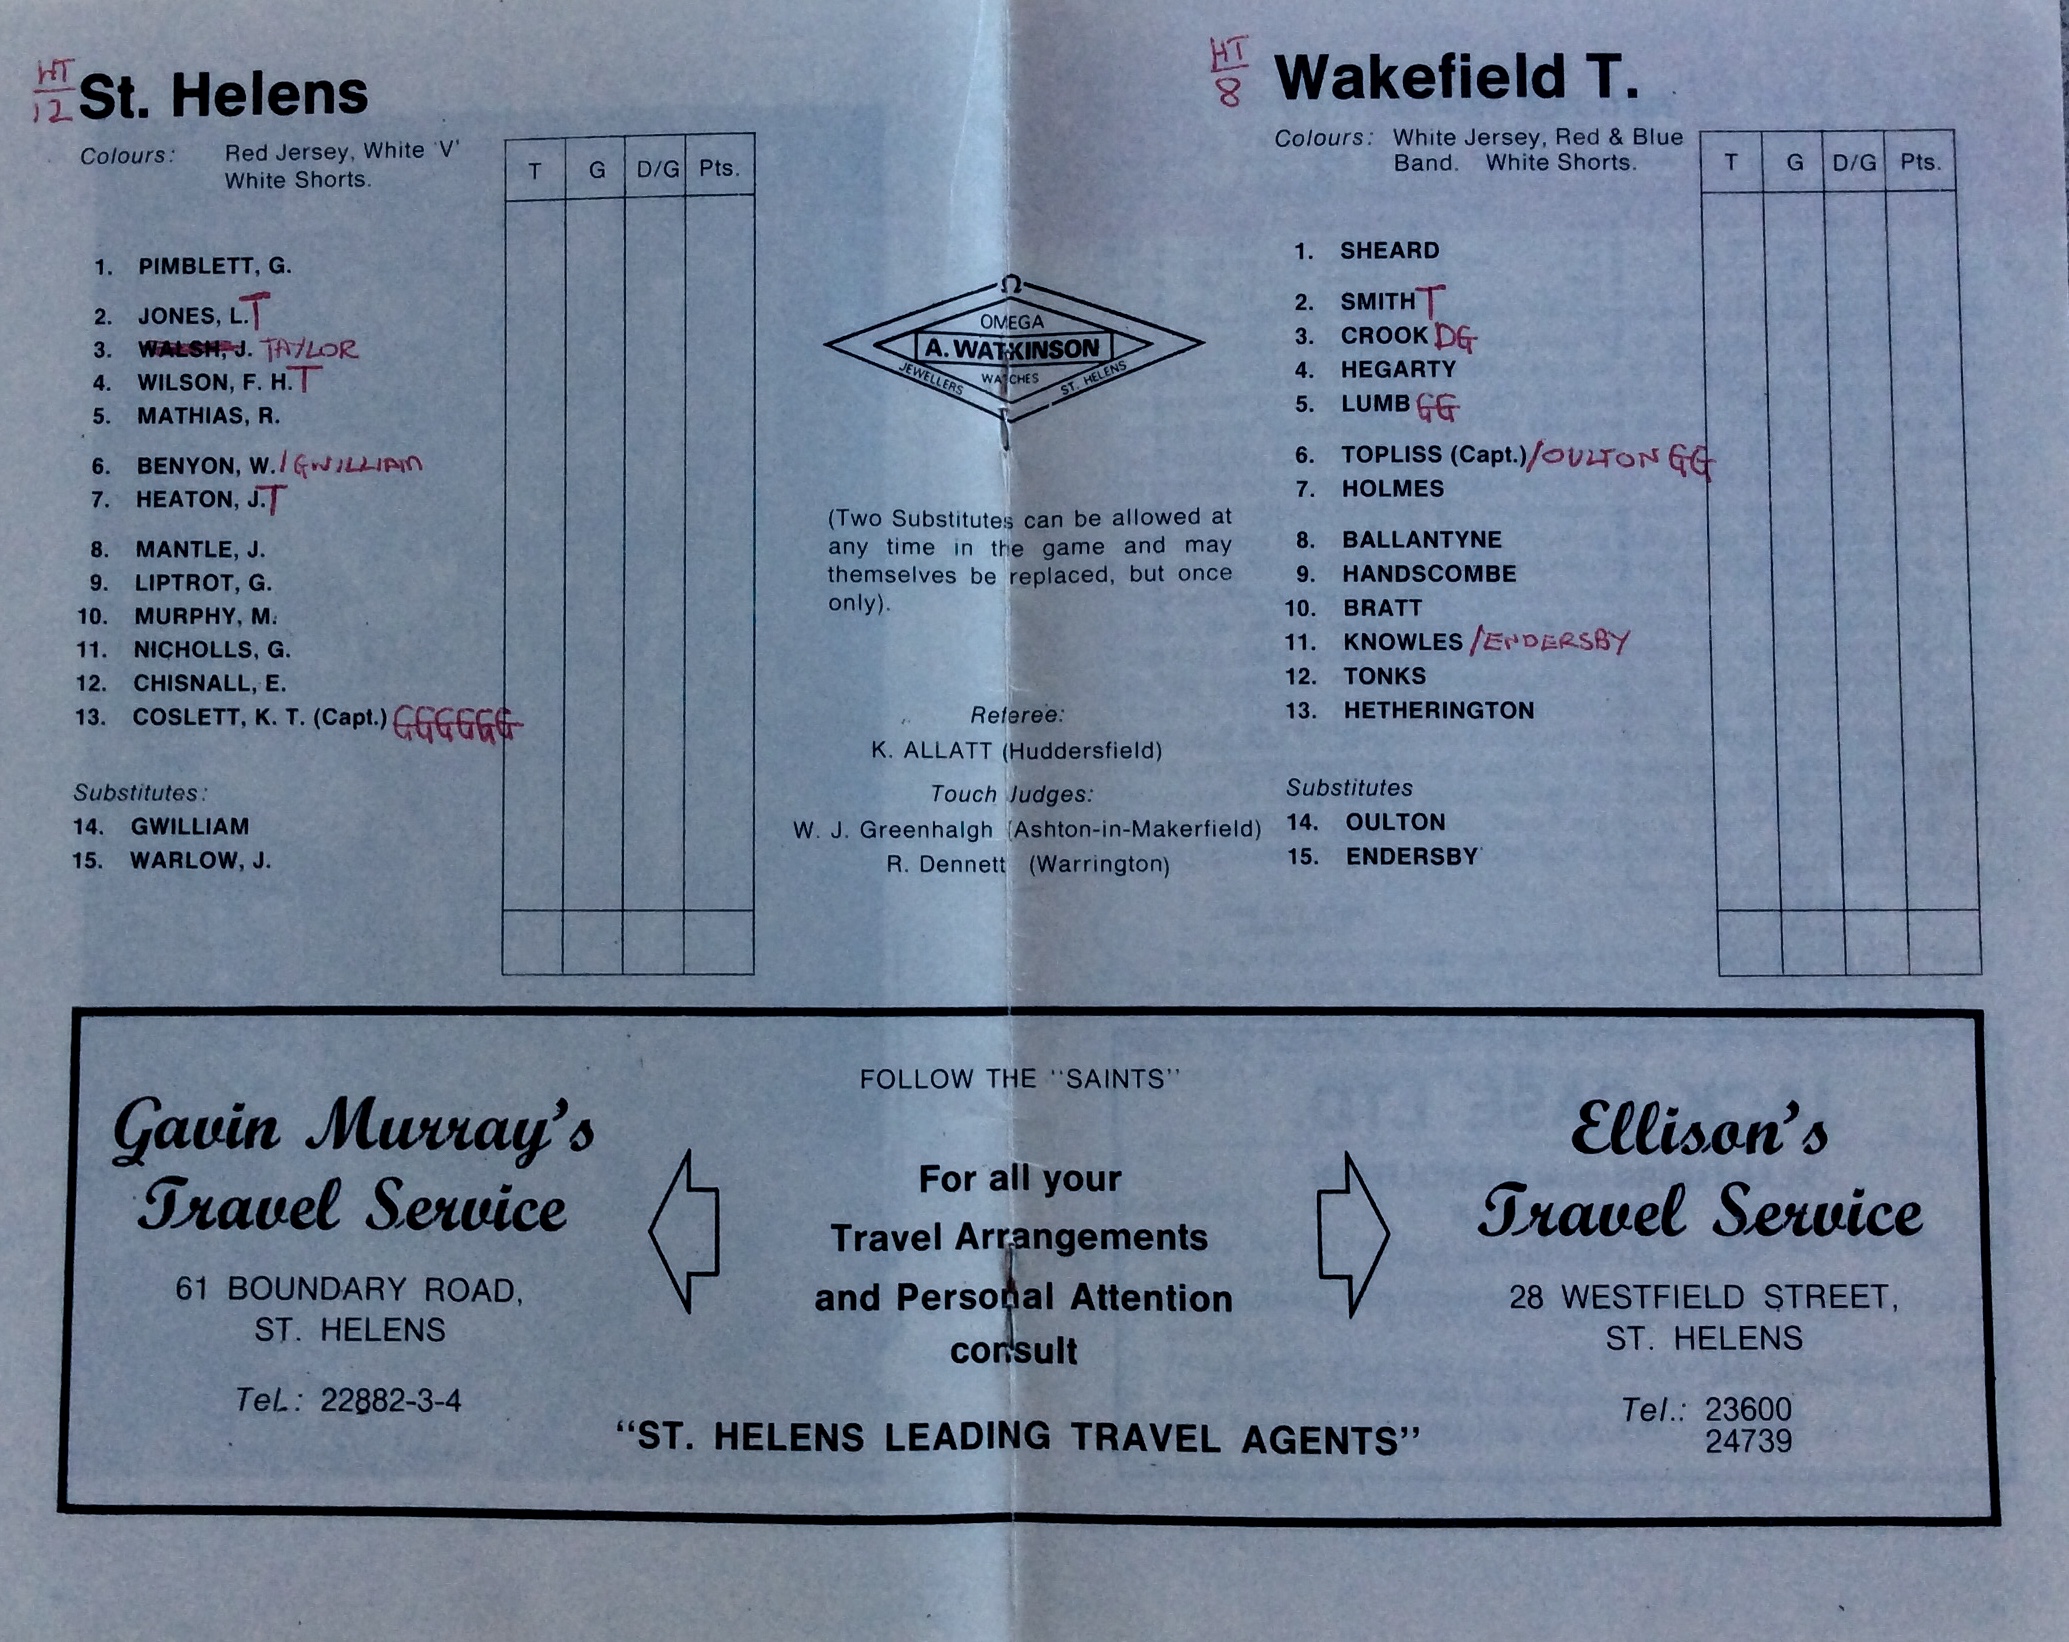 HT
12
St. Helens
Colours: Red Jersey, White 'V'
White Shorts.
T G D/G Pts.
1. PIMBLETT, G.
2. JONES, L. T
3. WALSH, J. TAYLOR
4. WILSON, F. H. T
5. MATHIAS, R.
6. BENYON, W. / GWILLIAM
7. HEATON, J. T
8. MANTLE, J.
9. LIPTROT, G.
10. MURPHY, M.
11. NICHOLLS, G.
12. CHISNALL, E.
13. COSLETT, K. T. (Capt.) GGGGGG
Substitutes:
14. GWILLIAM
15. WARLOW, J.
Ω
OMEGA
A. WATKINSON
WATCHES
JEWELLERS ST. HELENS
(Two Substitutes can be allowed at
any time in the game and may
themselves be replaced, but once
only).
Referee:
K. ALLATT (Huddersfield)
Touch Judges:
W. J. Greenhalgh (Ashton-in-Makerfield)
R. Dennett (Warrington)
HT
8
Wakefield T.
Colours: White Jersey, Red & Blue
Band. White Shorts.
T G D/G Pts.
1. SHEARD
2. SMITH T
3. CROOK DG
4. HEGARTY
5. LUMB GG
6. TOPLISS (Capt.) / OULTON GG
7. HOLMES
8. BALLANTYNE
9. HANDSCOMBE
10. BRATT
11. KNOWLES / ENDERSBY
12. TONKS
13. HETHERINGTON
Substitutes
14. OULTON
15. ENDERSBY
FOLLOW THE "SAINTS"
Gavin Murray's
Travel Service
61 BOUNDARY ROAD,
ST. HELENS
Tel.: 22882-3-4
For all your
Travel Arrangements
and Personal Attention
consult
Ellison's
Travel Service
28 WESTFIELD STREET,
ST. HELENS
Tel.: 23600
24739
"ST. HELENS LEADING TRAVEL AGENTS"